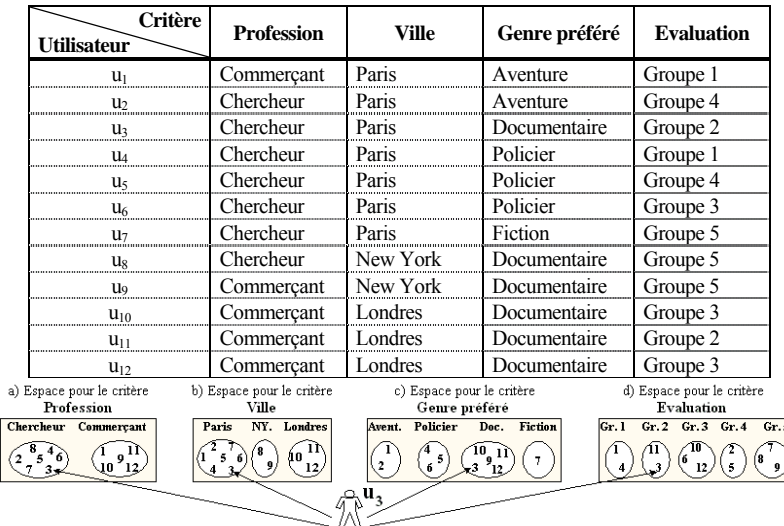 Critère
Utilisateur
Profession Ville Genre préféré Evaluation
u1 Commerçant Paris Aventure Groupe 1
u2 Chercheur Paris Aventure Groupe 4
u3 Chercheur Paris Documentaire Groupe 2
u4 Chercheur Paris Policier Groupe 1
u5 Chercheur Paris Policier Groupe 4
u6 Chercheur Paris Policier Groupe 3
u7 Chercheur Paris Fiction Groupe 5
u8 Chercheur New York Documentaire Groupe 5
u9 Commerçant New York Documentaire Groupe 5
u10 Commerçant Londres Documentaire Groupe 3
u11 Commerçant Londres Documentaire Groupe 2
u12 Commerçant Londres Documentaire Groupe 3
a) Espace pour le critère b) Espace pour le critère c) Espace pour le critère d) Espace pour le critère
Profession Ville Genre préféré Evaluation
Chercheur Commerçant Paris NY. Londres Avent. Policier Doc. Fiction Gr. 1 Gr. 2 Gr. 3 Gr. 4 Gr.
8 4 1 11 2 7 8 11 1 4 10 11 1 11 10 2 7
2 5 6 9 1 5 6 10 5 9 7 6 8
7 3 10 12 4 3 9 12 2 6 3 12 4 3 12 5 9
u3